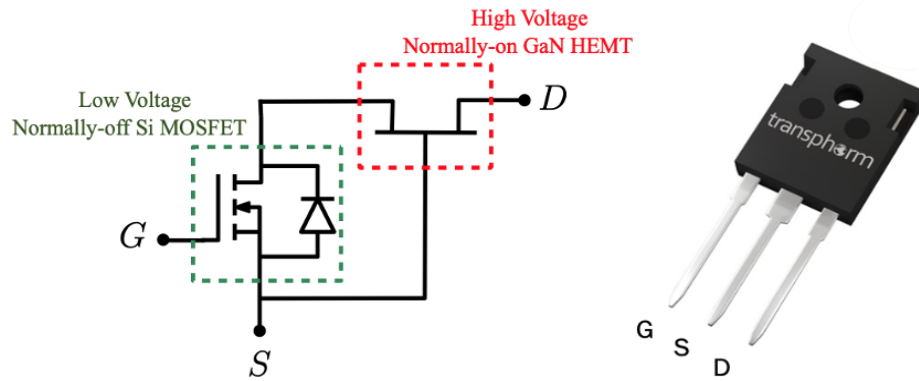 High Voltage
Normally-on GaN HEMT
Low Voltage
Normally-off Si MOSFET
D
G
S
transphorm
G
S
D